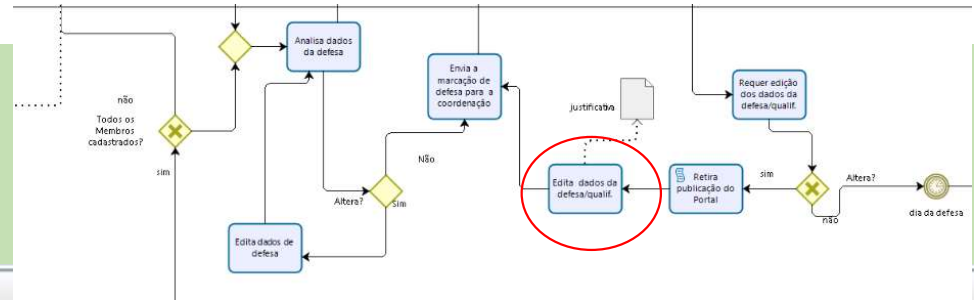 não
Todos os
Membros
cadastrados?
sim
Analisa dados
da defesa
Altera?
Não
Sim
Edita dados de
defesa
Envia a
marcação de
defesa para a
coordenação
justificativa
Edita dados da
defesa/qualif.
Retira
publicação do
Portal
sim
Requer edição
dos dados da
defesa/qualif.
Altera?
não
dia da defesa